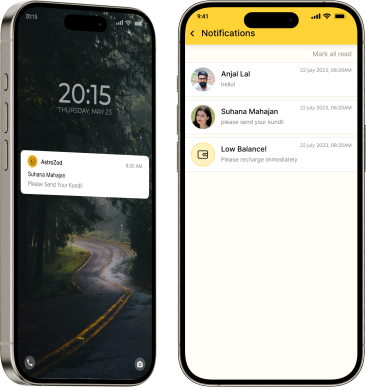 20:15
20:15
THURSDAY, MAY 23
AstroZod
8:20 AM
Suhana Mahajan
Please Send Your Kundli
9:41
Notifications
Mark all read
Anjal Lal
22 july 2023, 08:20AM
hello!
Suhana Mahajan
22 july 2023, 08:20AM
please send your kundli
Low Balance!
22 july 2023, 08:20AM
Please recharge immediately